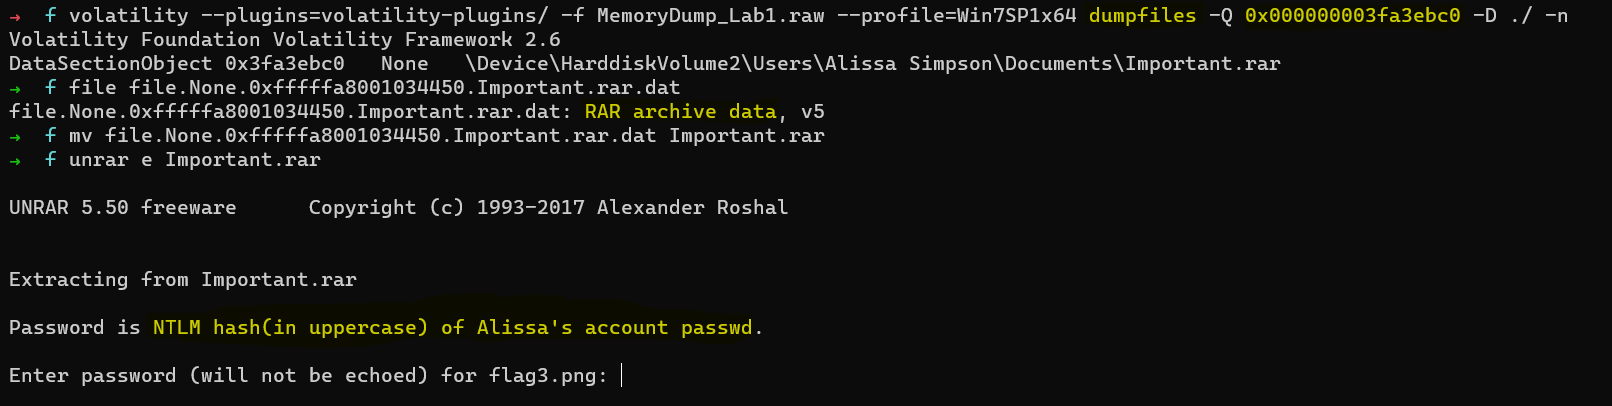 → f volatility --plugins=volatility-plugins/ -f MemoryDump_Lab1.raw --profile=Win7SP1x64 dumpfiles -Q 0x000000003fa3ebc0 -D ./ -n
Volatility Foundation Volatility Framework 2.6
DataSectionObject 0x3fa3ebc0   None   \Device\HarddiskVolume2\Users\Alissa Simpson\Documents\Important.rar
→ f file file.None.0xfffffa8001034450.Important.rar.dat
file.None.0xfffffa8001034450.Important.rar.dat: RAR archive data, v5
→ f mv file.None.0xfffffa8001034450.Important.rar.dat Important.rar
→ f unrar e Important.rar
UNRAR 5.50 freeware      Copyright (c) 1993-2017 Alexander Roshal
Extracting from Important.rar
Password is NTLM hash(in uppercase) of Alissa's account passwd.
Enter password (will not be echoed) for flag3.png: